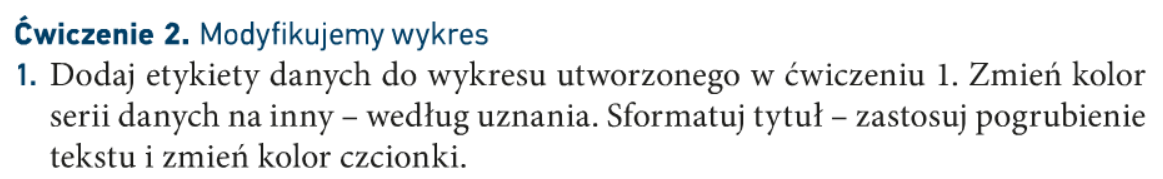 Ćwiczenie 2. Modyfikujemy wykres
1. Dodaj etykiety danych do wykresu utworzonego w ćwiczeniu 1. Zmień kolor
serii danych na inny – według uznania. Sformatuj tytuł – zastosuj pogrubienie
tekstu i zmień kolor czcionki.